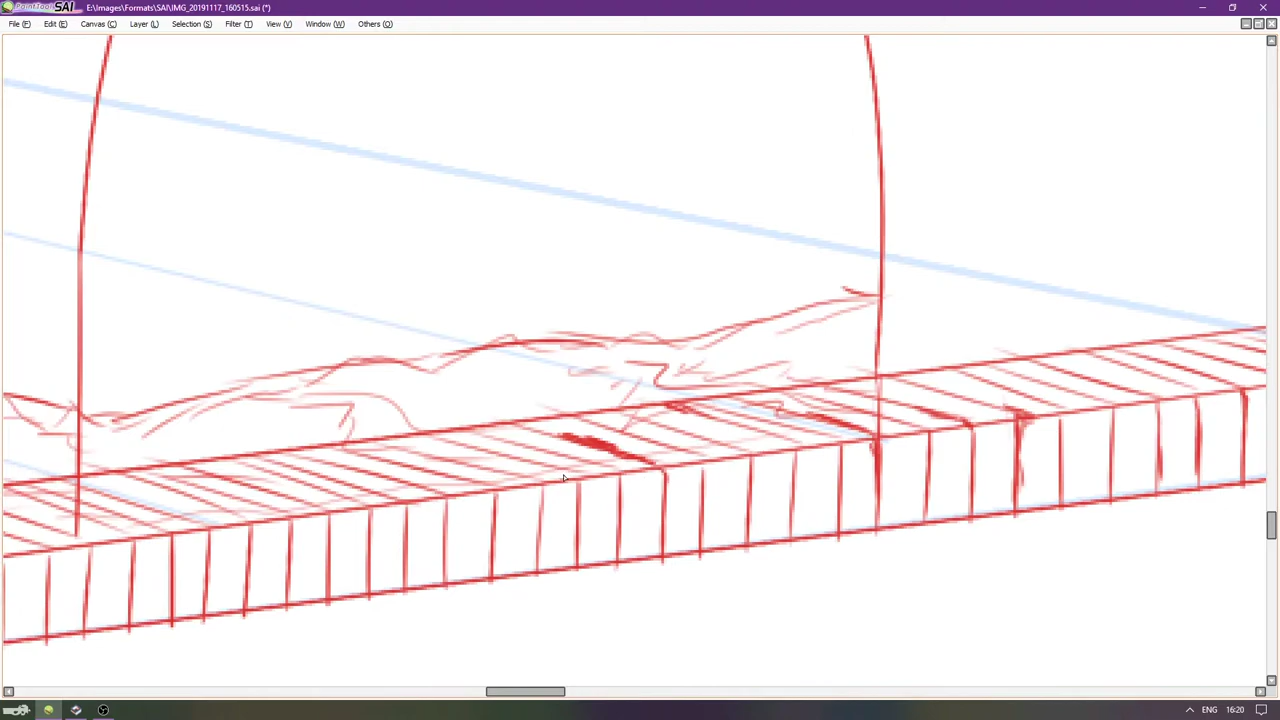 PaintTool SAI E:\Images\Formats\SAI\IMG_20191117_160515.sai (*)
File (F) Edit (E) Canvas (C) Layer (L) Selection (S) Filter (T) View (V) Window (W) Others (O)
ENG 16:20